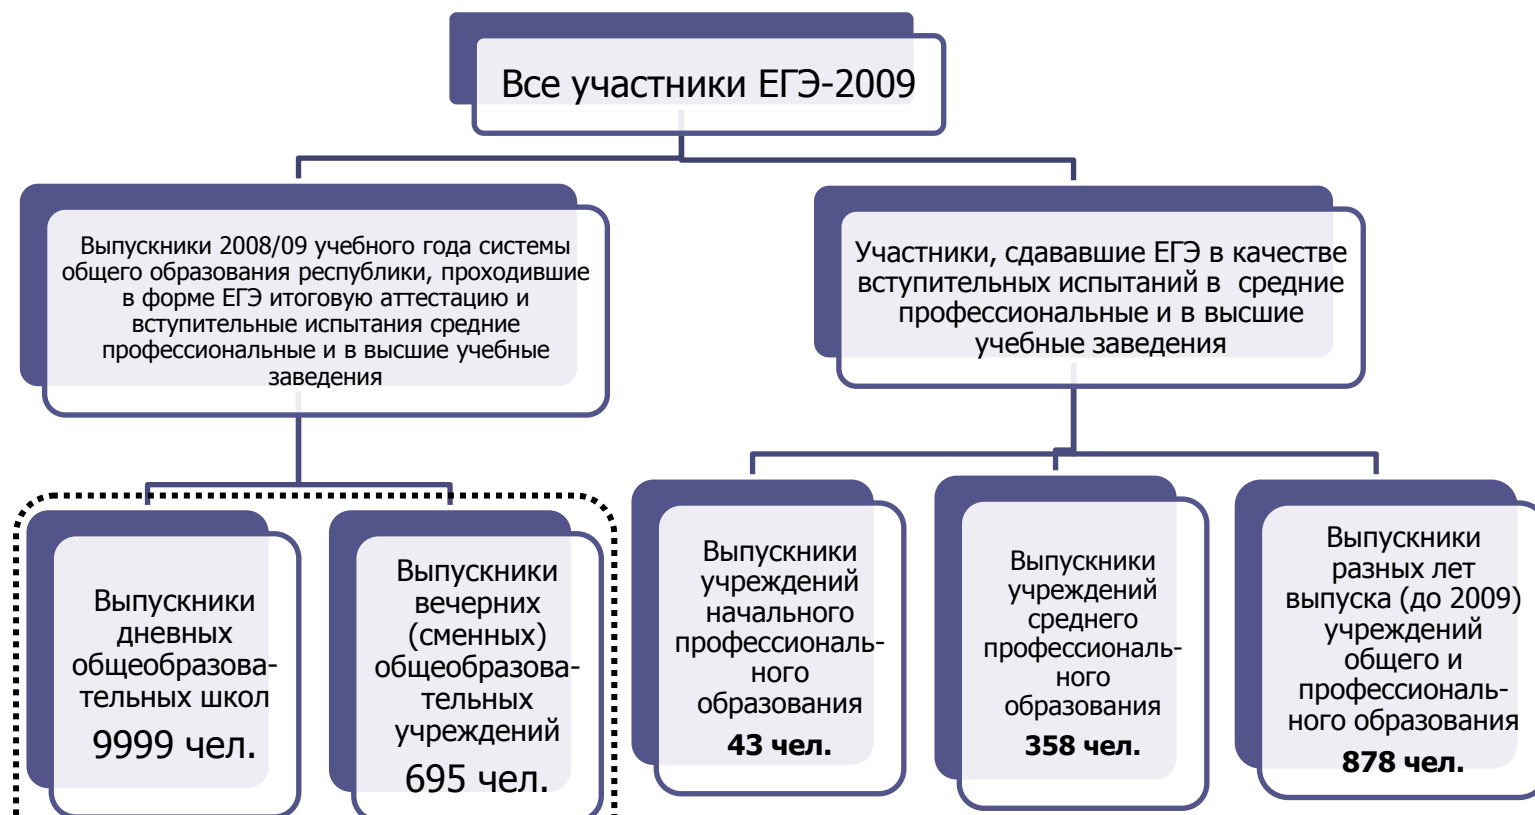 Все участники ЕГЭ-2009
Выпускники 2008/09 учебного года системы
общего образования республики, проходившие
в форме ЕГЭ итоговую аттестацию и
вступительные испытания средние
профессиональные и в высшие учебные
заведения
Участники, сдававшие ЕГЭ в качестве
вступительных испытаний в средние
профессиональные и в высшие
учебные заведения
Выпускники
дневных
общеобразова-
тельных школ
9999 чел.
Выпускники
вечерних
(сменных)
общеобразова-
тельных
учреждений
695 чел.
Выпускники
учреждений
начального
профессиональ-
ного
образования
43 чел.
Выпускники
учреждений
среднего
профессиональ-
ного
образования
358 чел.
Выпускники
разных лет
выпуска (до 2009)
учреждений
общего и
профессиональ-
ного образования
878 чел.